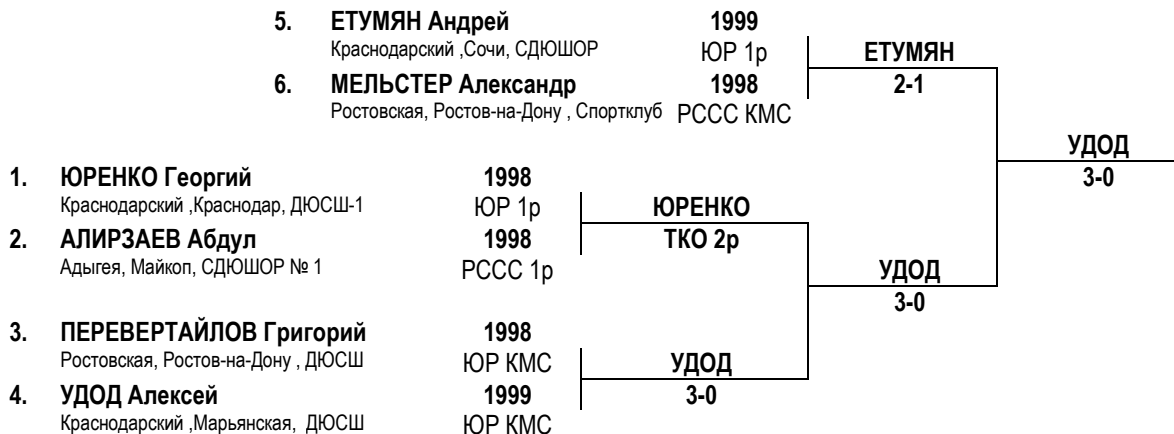 5. ЕТУМЯН Андрей 1999
Краснодарский ,Сочи, СДЮШОР ЮР 1р ЕТУМЯН
6. МЕЛЬСТЕР Александр 1998 2-1
Ростовская, Ростов-на-Дону , Спортклуб РССС КМС
УДОД
1. ЮРЕНКО Георгий 1998 3-0
Краснодарский ,Краснодар, ДЮСШ-1 ЮР 1р ЮРЕНКО
2. АЛИРЗАЕВ Абдул 1998 ТКО 2р
Адыгея, Майкоп, СДЮШОР № 1 РССС 1р УДОД
3-0
3. ПЕРЕВЕРТАЙЛОВ Григорий 1998
Ростовская, Ростов-на-Дону , ДЮСШ ЮР КМС УДОД
4. УДОД Алексей 1999 3-0
Краснодарский ,Марьянская, ДЮСШ ЮР КМС